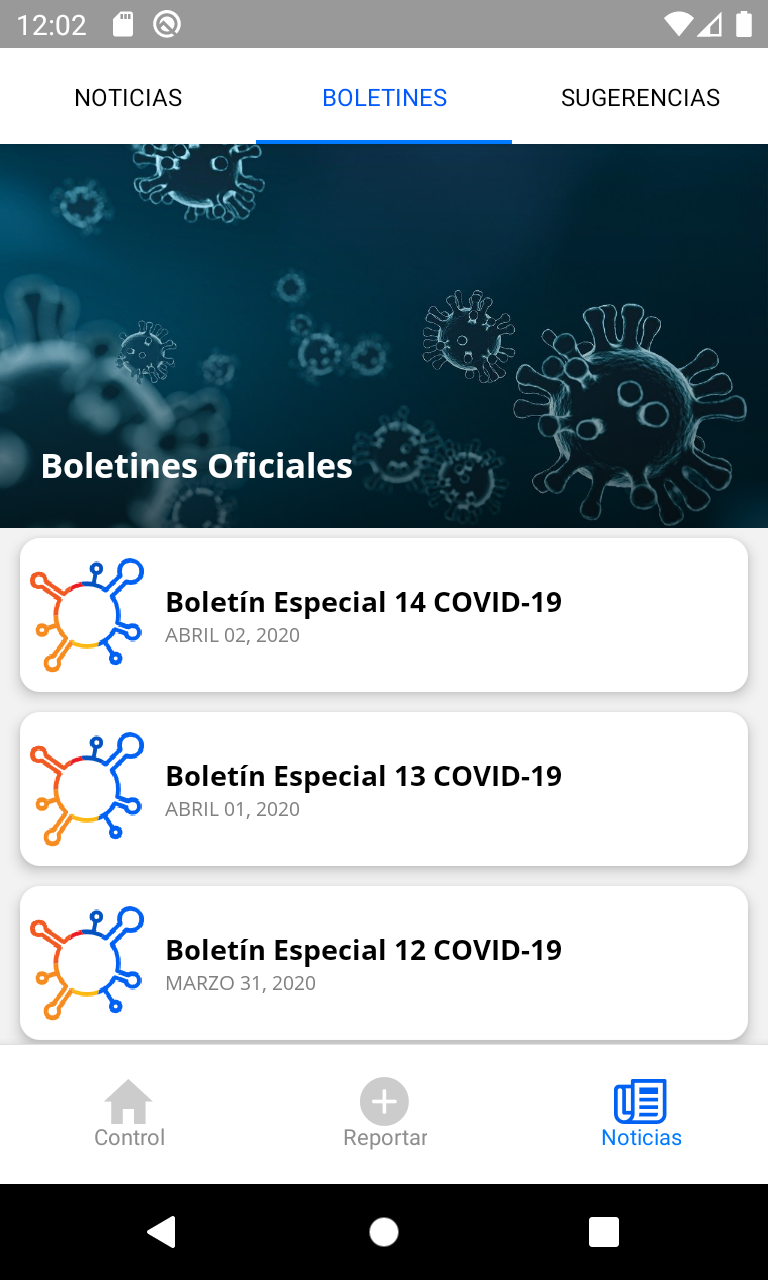 12:02
NOTICIAS
BOLETINES
SUGERENCIAS
Boletines Oficiales
Boletín Especial 14 COVID-19
ABRIL 02, 2020
Boletín Especial 13 COVID-19
ABRIL 01, 2020
Boletín Especial 12 COVID-19
MARZO 31, 2020
Control
Reportar
Noticias